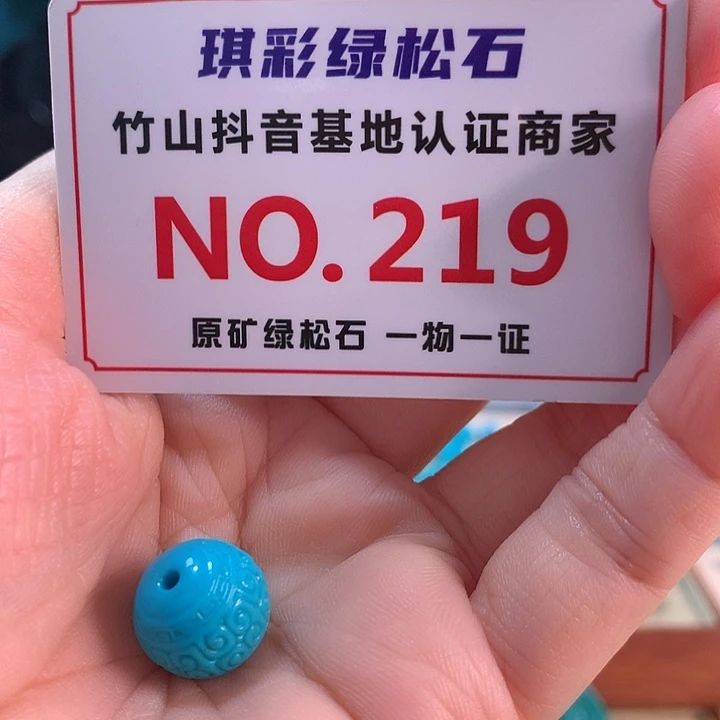 琪彩绿松石
竹山抖音基地认证商家
NO.219
原矿绿松石 一物一证